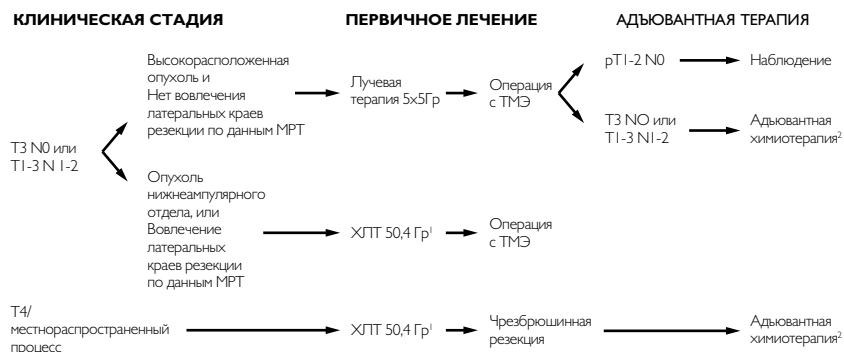 КЛИНИЧЕСКАЯ СТАДИЯ
ПЕРВИЧНОЕ ЛЕЧЕНИЕ
АДЪЮВАНТНАЯ ТЕРАПИЯ
T3 N0 или
T1-3 N 1-2
Высокорасположенная
опухоль и
Нет вовлечения
латеральных краев
резекции по данным МРТ
Лучевая
терапия 5x5Гр
Операция
с ТМЭ
pT1-2 N0
Наблюдение
T3 NO или
T1-3 N1-2
Адъювантная
химиотерапия²
Опухоль
нижнеампулярного
отдела, или
Вовлечение
латеральных
краев резекции
по данным МРТ
ХЛТ 50,4 Гр¹
Операция
с ТМЭ
T4/
местнораспространенный
процесс
ХЛТ 50,4 Гр¹
Чрезбрюшинная
резекция
Адъювантная
химиотерапия²